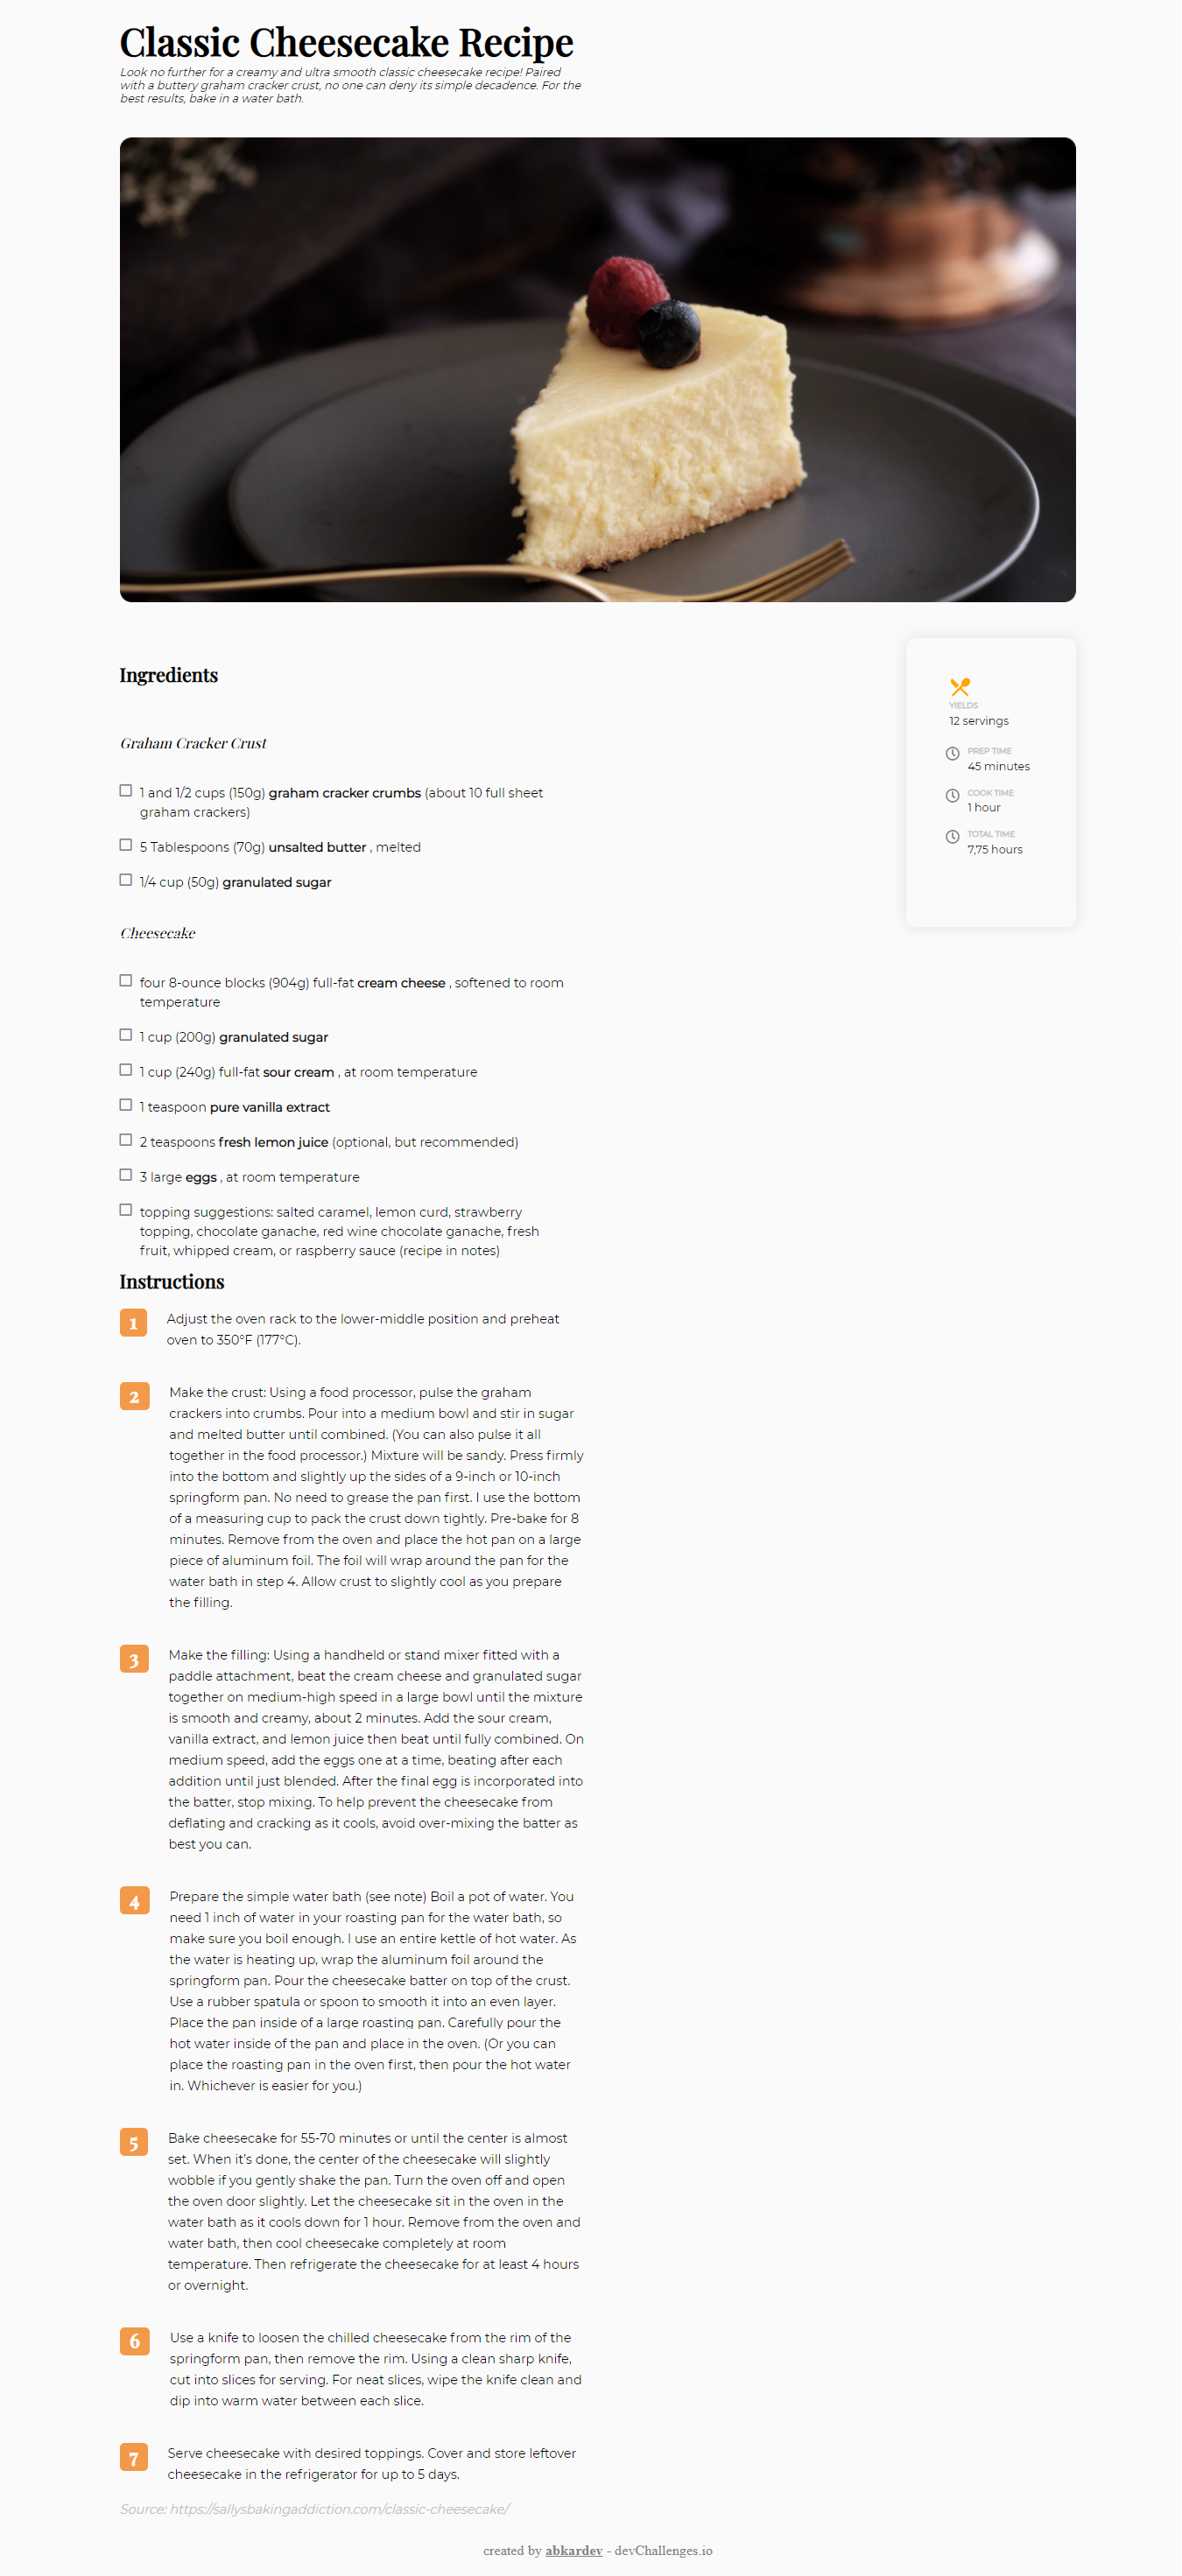 Classic Cheesecake Recipe
Look no further for a creamy and ultra smooth classic cheesecake recipe! Paired
with a buttery graham cracker crust, no one can deny its simple decadence. For the
best results, bake in a water bath.
Ingredients
Graham Cracker Crust
1 and 1/2 cups (150g) graham cracker crumbs (about 10 full sheet
graham crackers)
5 Tablespoons (70g) unsalted butter , melted
1/4 cup (50g) granulated sugar
YIELDS
12 servings
PREP TIME
45 minutes
COOK TIME
1 hour
TOTAL TIME
7,75 hours
Cheesecake
four 8-ounce blocks (904g) full-fat cream cheese , softened to room
temperature
1 cup (200g) granulated sugar
1 cup (240g) full-fat sour cream , at room temperature
1 teaspoon pure vanilla extract
2 teaspoons fresh lemon juice (optional, but recommended)
3 large eggs , at room temperature
topping suggestions: salted caramel, lemon curd, strawberry
topping, chocolate ganache, red wine chocolate ganache, fresh
fruit, whipped cream, or raspberry sauce (recipe in notes)
Instructions
1 Adjust the oven rack to the lower-middle position and preheat
oven to 350°F (177°C).
2 Make the crust: Using a food processor, pulse the graham
crackers into crumbs. Pour into a medium bowl and stir in sugar
and melted butter until combined. (You can also pulse it all
together in the food processor.) Mixture will be sandy. Press firmly
into the bottom and slightly up the sides of a 9-inch or 10-inch
springform pan. No need to grease the pan first. I use the bottom
of a measuring cup to pack the crust down tightly. Pre-bake for 8
minutes. Remove from the oven and place the hot pan on a large
piece of aluminum foil. The foil will wrap around the pan for the
water bath in step 4. Allow crust to slightly cool as you prepare
the filling.
3 Make the filling: Using a handheld or stand mixer fitted with a
paddle attachment, beat the cream cheese and granulated sugar
together on medium-high speed in a large bowl until the mixture
is smooth and creamy, about 2 minutes. Add the sour cream,
vanilla extract, and lemon juice then beat until fully combined. On
medium speed, add the eggs one at a time, beating after each
addition until just blended. After the final egg is incorporated into
the batter, stop mixing. To help prevent the cheesecake from
deflating and cracking as it cools, avoid over-mixing the batter as
best you can.
4 Prepare the simple water bath (see note) Boil a pot of water. You
need 1 inch of water in your roasting pan for the water bath, so
make sure you boil enough. I use an entire kettle of hot water. As
the water is heating up, wrap the aluminum foil around the
springform pan. Pour the cheesecake batter on top of the crust.
Use a rubber spatula or spoon to smooth it into an even layer.
Place the pan inside of a large roasting pan. Carefully pour the
hot water inside of the pan and place in the oven. (Or you can
place the roasting pan in the oven first, then pour the hot water
in. Whichever is easier for you.)
5 Bake cheesecake for 55-70 minutes or until the center is almost
set. When it's done, the center of the cheesecake will slightly
wobble if you gently shake the pan. Turn the oven off and open
the oven door slightly. Let the cheesecake sit in the oven in the
water bath as it cools down for 1 hour. Remove from the oven and
water bath, then cool cheesecake completely at room
temperature. Then refrigerate the cheesecake for at least 4 hours
or overnight.
6 Use a knife to loosen the chilled cheesecake from the rim of the
springform pan, then remove the rim. Using a clean sharp knife,
cut into slices for serving. For neat slices, wipe the knife clean and
dip into warm water between each slice.
7 Serve cheesecake with desired toppings. Cover and store leftover
cheesecake in the refrigerator for up to 5 days.
Source: https://sallysbakingaddiction.com/classic-cheesecake/
created by abkardev - devChallenges.io